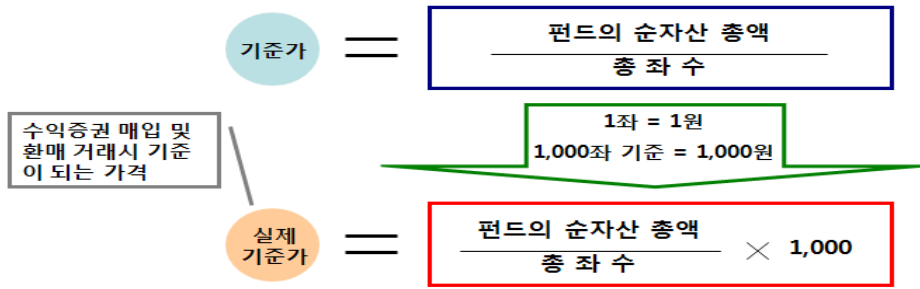 기준가
펀드의 순자산 총액
총 좌 수
수익증권 매입 및
환매 거래시 기준
이 되는 가격
1좌 = 1원
1,000좌 기준 = 1,000원
실제
기준가
펀드의 순자산 총액
총 좌 수
× 1,000